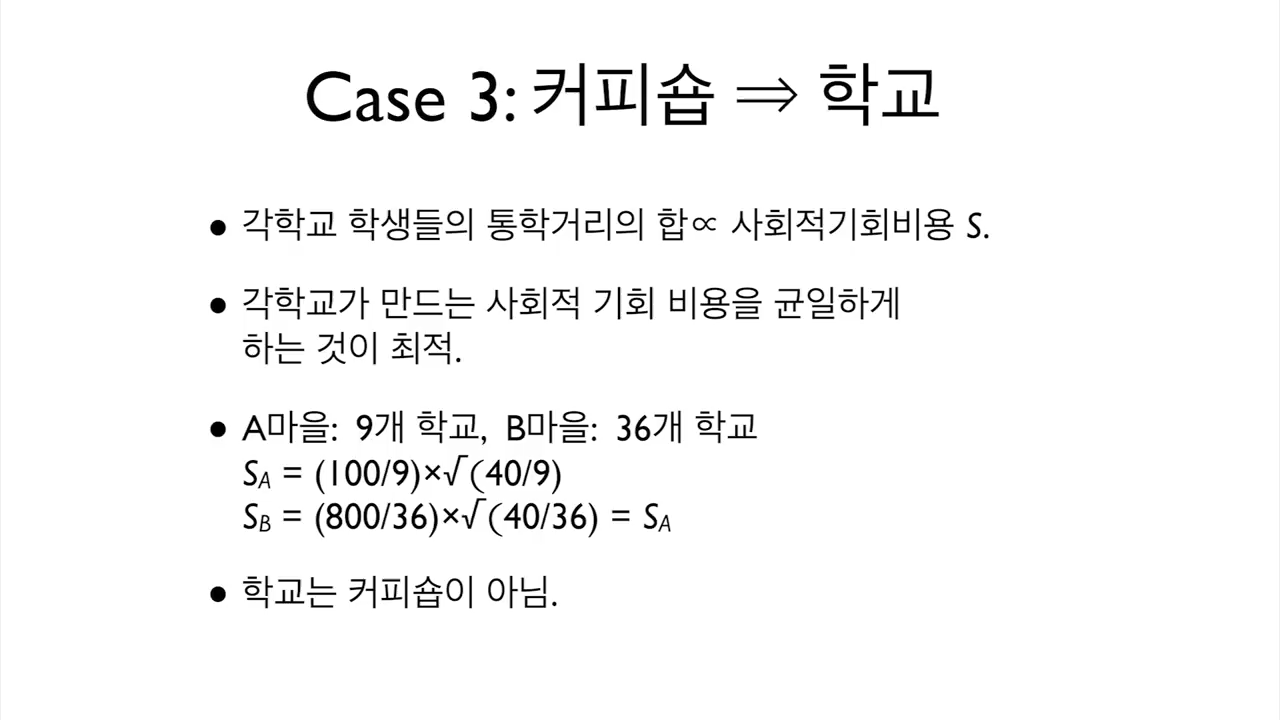 Case 3: 커피숍 ⇒ 학교
• 각학교 학생들의 통학거리의 합∝ 사회적기회비용 S.
• 각학교가 만드는 사회적 기회 비용을 균일하게
하는 것이 최적.
• A마을: 9개 학교, B마을: 36개 학교
SA = (100/9)×√(40/9)
SB = (800/36)×√(40/36) = SA
• 학교는 커피숍이 아님.